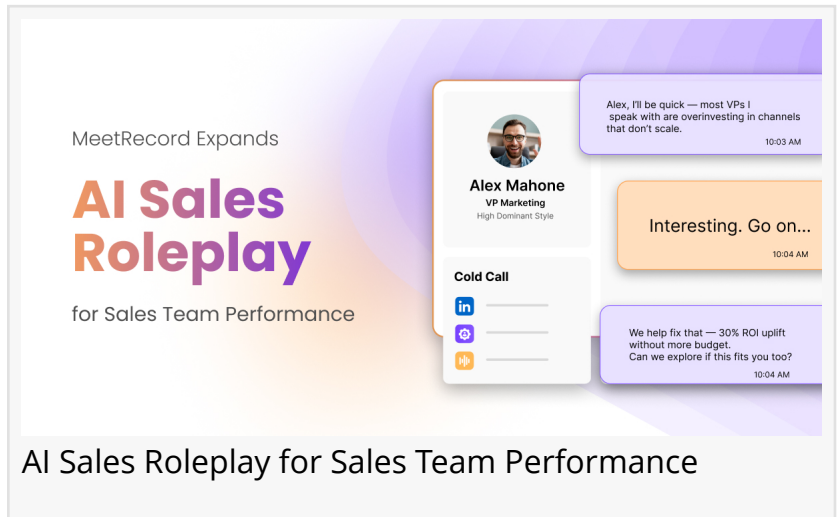 MeetRecord Expands
AI Sales
Roleplay
for Sales Team Performance
Alex Mahone
VP Marketing
High Dominant Style
Cold Call
in
Alex, I'll be quick — most VPs I
speak with are overinvesting in channels
that don't scale.
10:03 AM
Interesting. Go on...
10:04 AM
We help fix that — 30% ROI uplift
without more budget.
Can we explore if this fits you too?
10:04 AM
AI Sales Roleplay for Sales Team Performance